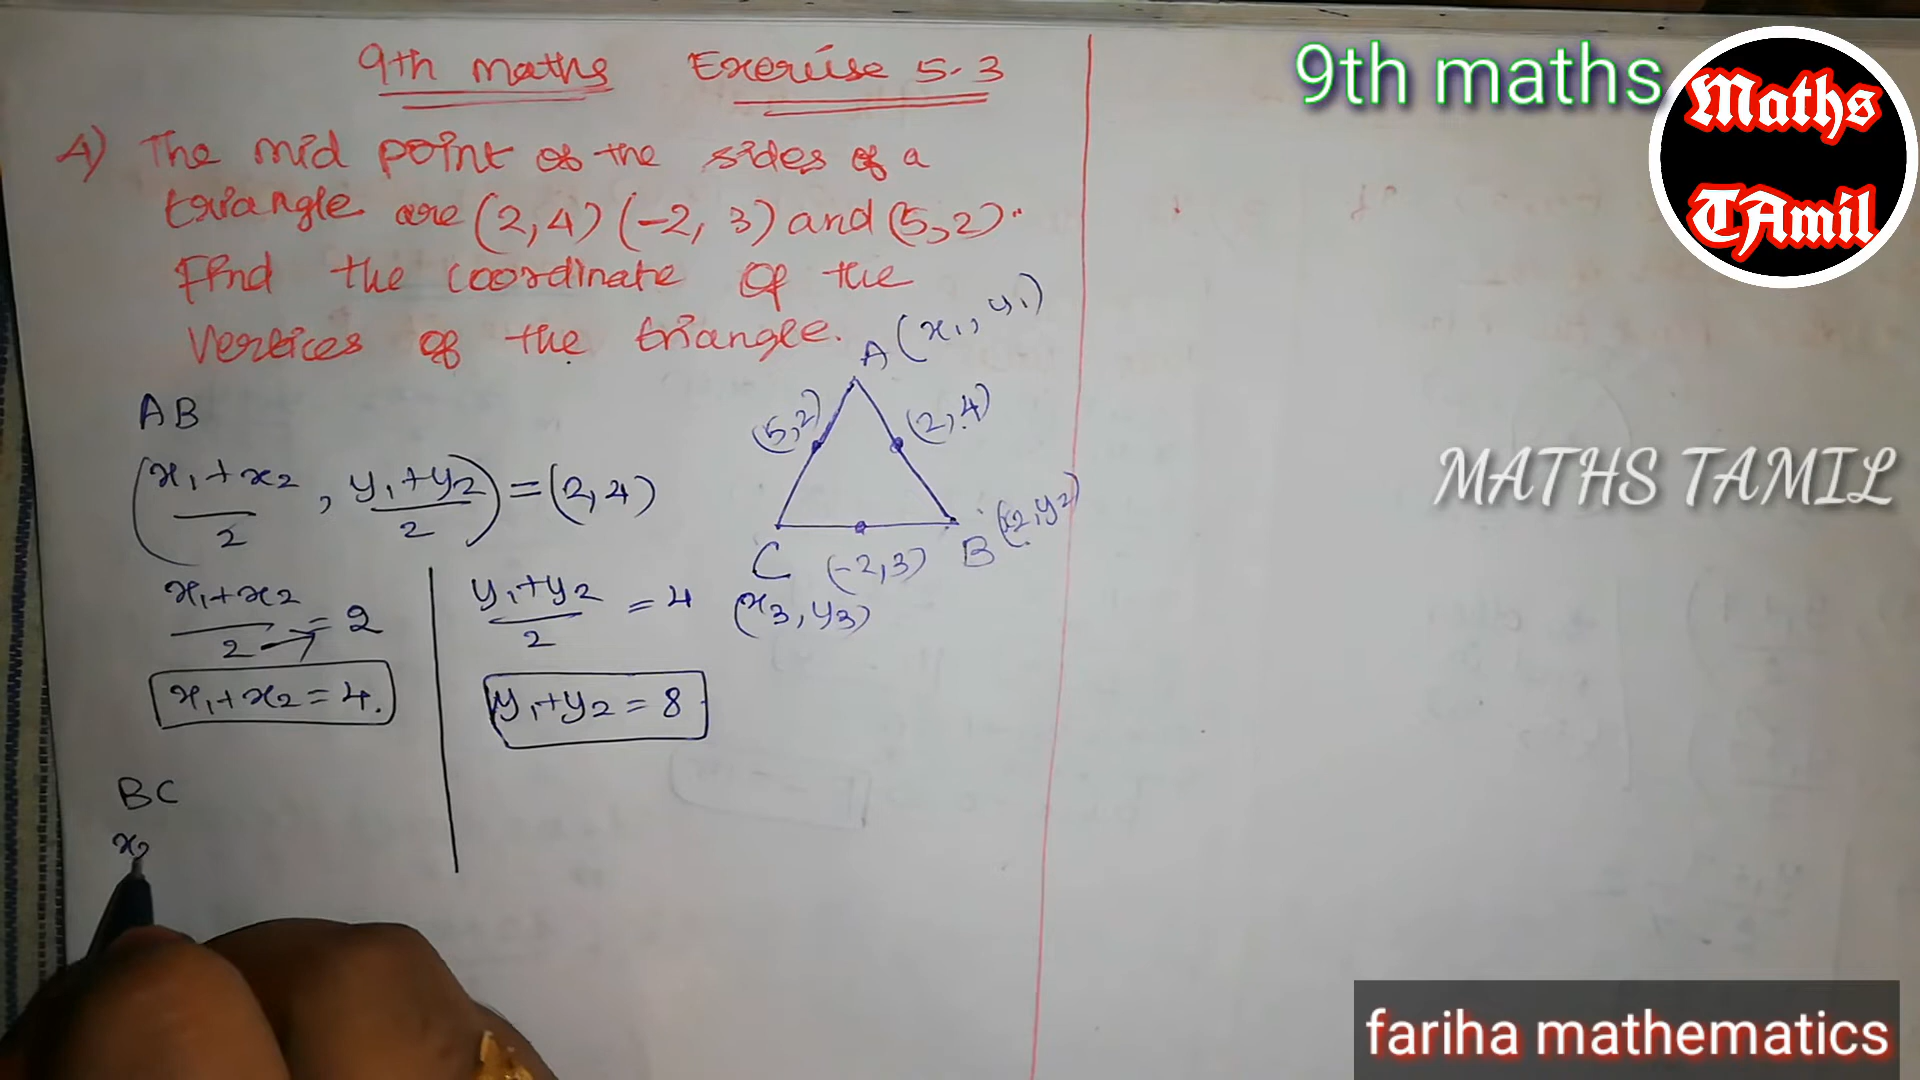 9th maths Exercise 5.3
A) The mid point of the sides of a
triangle are (2,4) (-2, 3) and (5,2).
Find the coordinate of the
vertices of the triangle.
A (x₁, y₁)
(5,2)
(2,4)
C
(-2,3)
B (x2,y2)
(x3, y3)
AB
(x₁+x2/2, y₁+y2/2) = (2,4)
x₁+x2/2 = 2
x₁+x2 = 4.
y₁+y2/2 = 4
y₁+y2 = 8
BC
x2
9th maths
Maths
TAmil
MATHS TAMIL
fariha mathematics